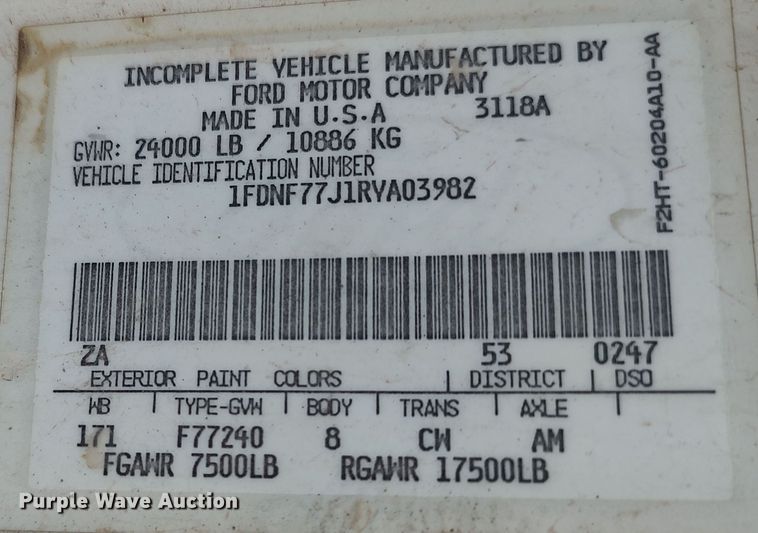 INCOMPLETE VEHICLE MANUFACTURED BY
FORD MOTOR COMPANY
MADE IN U.S.A 3118A
GVWR: 24000 LB / 10886 KG
VEHICLE IDENTIFICATION NUMBER
1FDNF77J1RVA03982
F2HT-60204A10-AA
ZA 53 0247
EXTERIOR PAINT COLORS | DISTRICT | DSO
WB | TYPE-GVW | BODY | TRANS | AXLE |
171 F77240 8 CW AM
FGAWR 7500LB RGAWR 17500LB
Purple Wave Auction